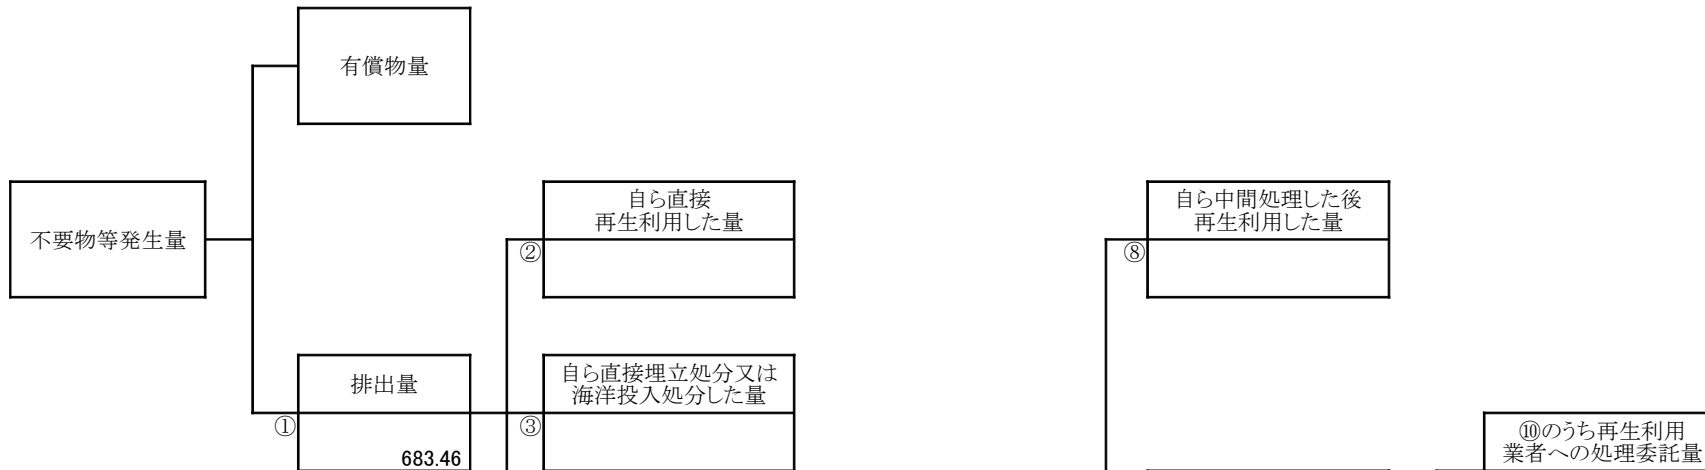 有償物量
不要物等発生量
自ら直接
再生利用した量
②
自ら中間処理した後
再生利用した量
⑧
排出量
①
683.46
自ら直接埋立処分又は
海洋投入処分した量
③
⑩のうち再生利用
業者への処理委託量